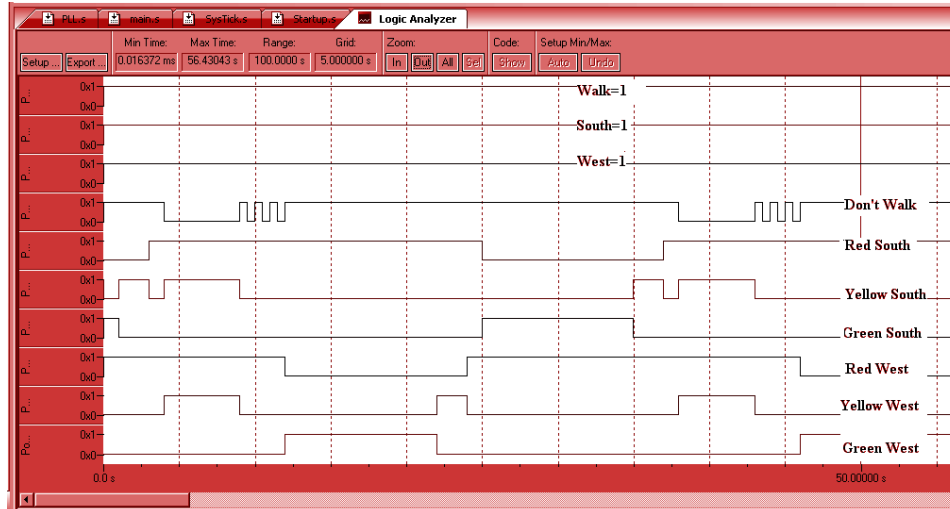 PLL.s main.s SysTick.s Startup.s Logic Analyzer
Min Time: Max Time: Range: Grid: Zoom: Code: Setup Min/Max:
Setup ... Export ... 0.016372 ms 56.43043 s 100.0000 s 5.000000 s In Out All Sel Show Auto Undo
P... 0x1 Walk=1
0x0
P... 0x1 South=1
0x0
P... 0x1 West=1
0x0
P... 0x1 Don't Walk
0x0
P... 0x1 Red South
0x0
P... 0x1 Yellow South
0x0
P... 0x1 Green South
0x0
P... 0x1 Red West
0x0
P... 0x1 Yellow West
0x0
Po... 0x1 Green West
0x0
0.0 s 50.00000 s